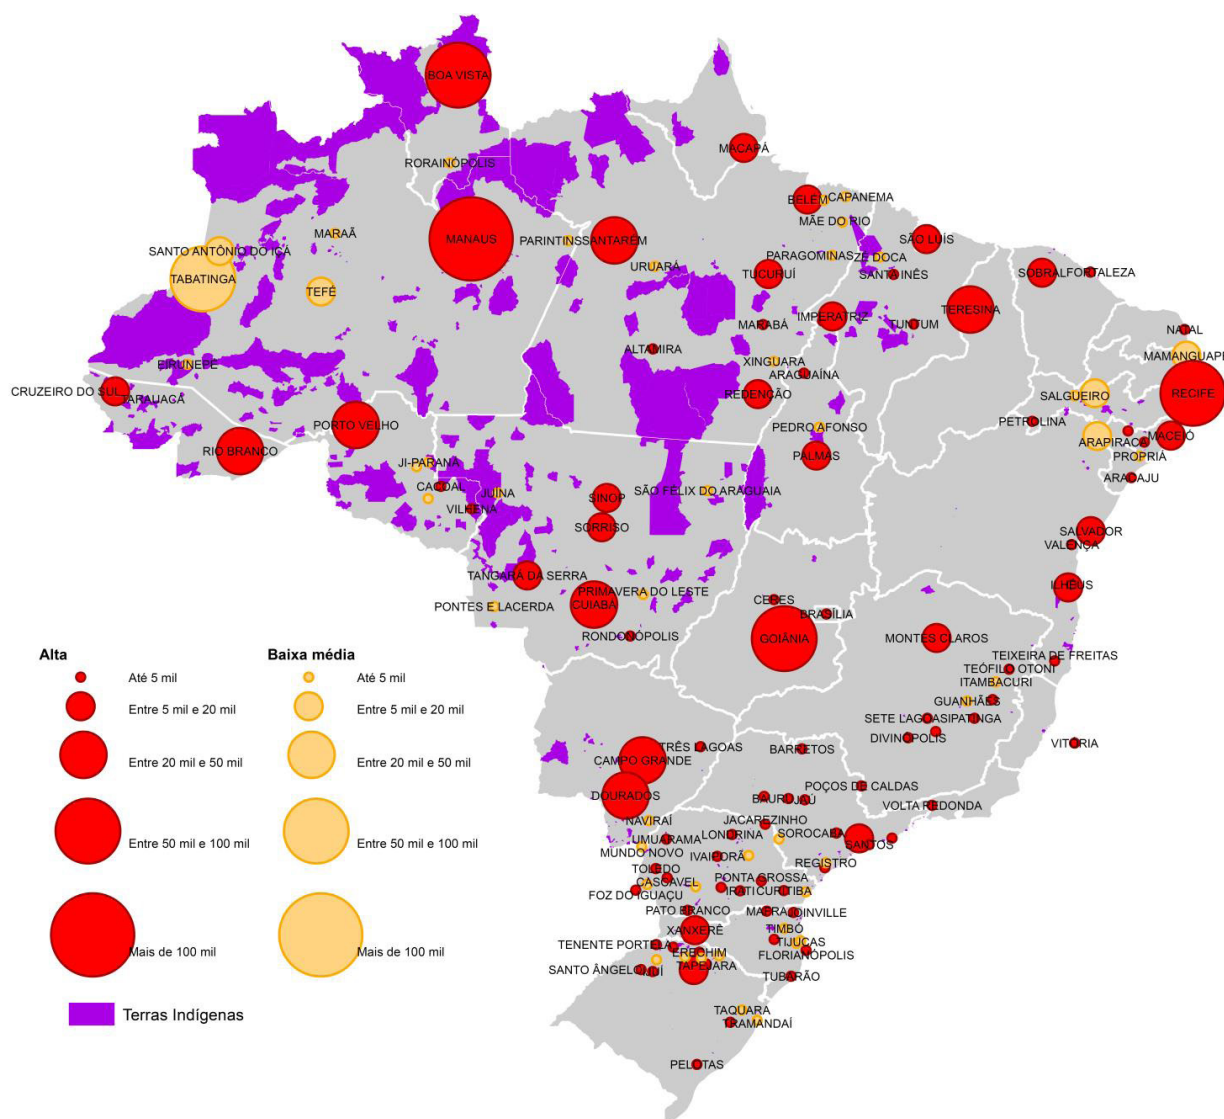 BOA VISTA
MACAPÁ
RORAINÓPOLIS
BELÉM
CAPANEMA
MÃE DO RIO
MARAÃ
MANAUS
PARINTINS
SANTARÉM
SÃO LUÍS
SANTO ANTÔNIO DO IÇÁ
PARAGOMINAS
ZÉ DOCA
URUARÁ
TABATINGA
TUCURUÍ
SANTA INÊS
SOBRAL
FORTALEZA
TEFÉ
TERESINA
IMPERATRIZ
MARABÁ
TUNTUM
NATAL
ALTAMIRA
MAMANGUAPE
XINGUARA
EIRUNEPÉ
ARAGUAÍNA
CRUZEIRO DO SUL
TARAUACÁ
REDENÇÃO
SALGUEIRO
RECIFE
PORTO VELHO
PEDRO AFONSO
PETROLINA
MACEIÓ
ARAPIRACA
RIO BRANCO
PALMAS
PROPRIÁ
JI-PARANÁ
ARACAJU
CACOAL
JUÍNA
SINOP
SÃO FÉLIX DO ARAGUAIA
VILHENA
SORRISO
SALVADOR
VALENÇA
TANGARÁ DA SERRA
ILHÉUS
PRIMAVERA DO LESTE
CUIABÁ
PONTES E LACERDA
CERES
BRASÍLIA
RONDONÓPOLIS
GOIÂNIA
MONTES CLAROS
Alta
Baixa média
TEIXEIRA DE FREITAS
TEÓFILO OTONI
Até 5 mil
Até 5 mil
ITAMBACURI
GUANHÃES
Entre 5 mil e 20 mil
Entre 5 mil e 20 mil
SETE LAGOAS
IPATINGA
DIVINÓPOLIS
VITÓRIA
TRÊS LAGOAS
BARRETOS
Entre 20 mil e 50 mil
Entre 20 mil e 50 mil
CAMPO GRANDE
POÇOS DE CALDAS
DOURADOS
BAURU
JAÚ
VOLTA REDONDA
NAVIRAÍ
JACAREZINHO
Entre 50 mil e 100 mil
Entre 50 mil e 100 mil
UMUARAMA
LONDRINA
SOROCABA
SANTOS
MUNDO NOVO
IVAIPORÃ
REGISTRO
TOLEDO
CASCAVEL
PONTA GROSSA
FOZ DO IGUAÇU
IRATI
CURITIBA
PATO BRANCO
MAFRA
JOINVILLE
XANXERÊ
TIMBÓ
Mais de 100 mil
Mais de 100 mil
TENENTE PORTELA
TIJUCAS
ERECHIM
FLORIANÓPOLIS
SANTO ÂNGELO
IJUÍ
TAPEJARA
TUBARÃO
Terras Indígenas
TAQUARA
TRAMANDAÍ
PELOTAS